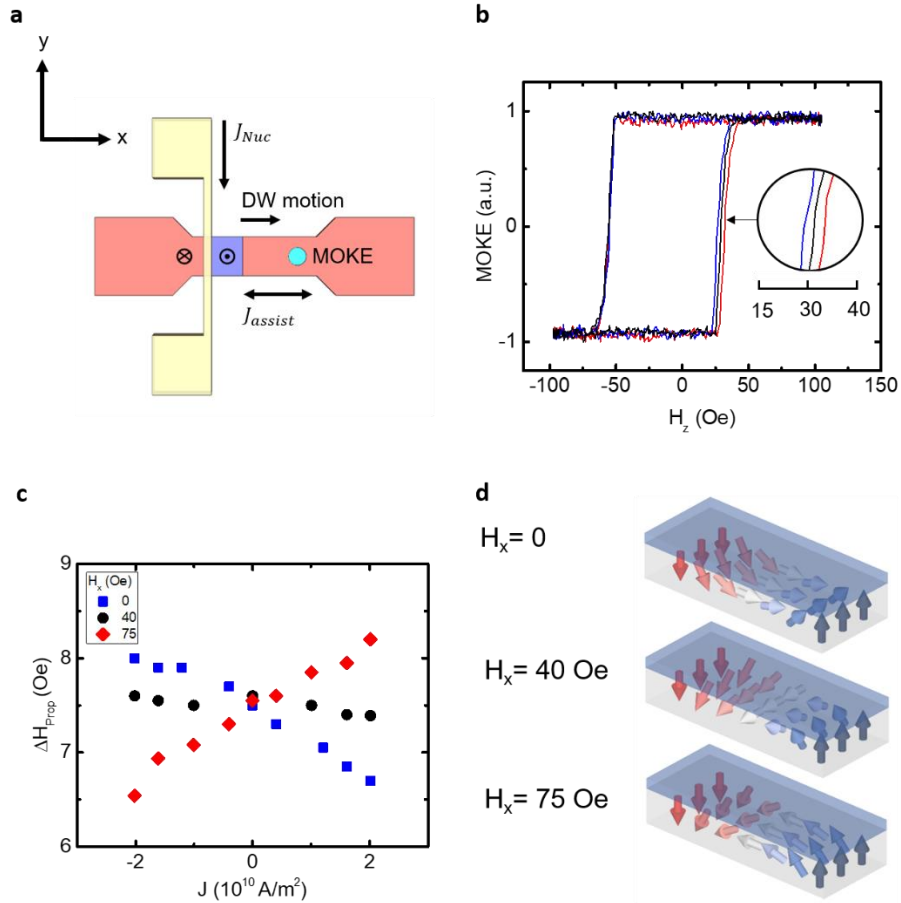 a
y
x
J_Nuc
DW motion
MOKE
J_assist
b
MOKE (a.u.)
1
0
-1
15 30 40
-100 -50 0 50 100 150
H_z (Oe)
c
ΔH_Prop (Oe)
9
8
7
6
H_x (Oe)
0
40
75
-2 0 2
J (10^10 A/m^2)
d
H_x= 0
H_x= 40 Oe
H_x= 75 Oe